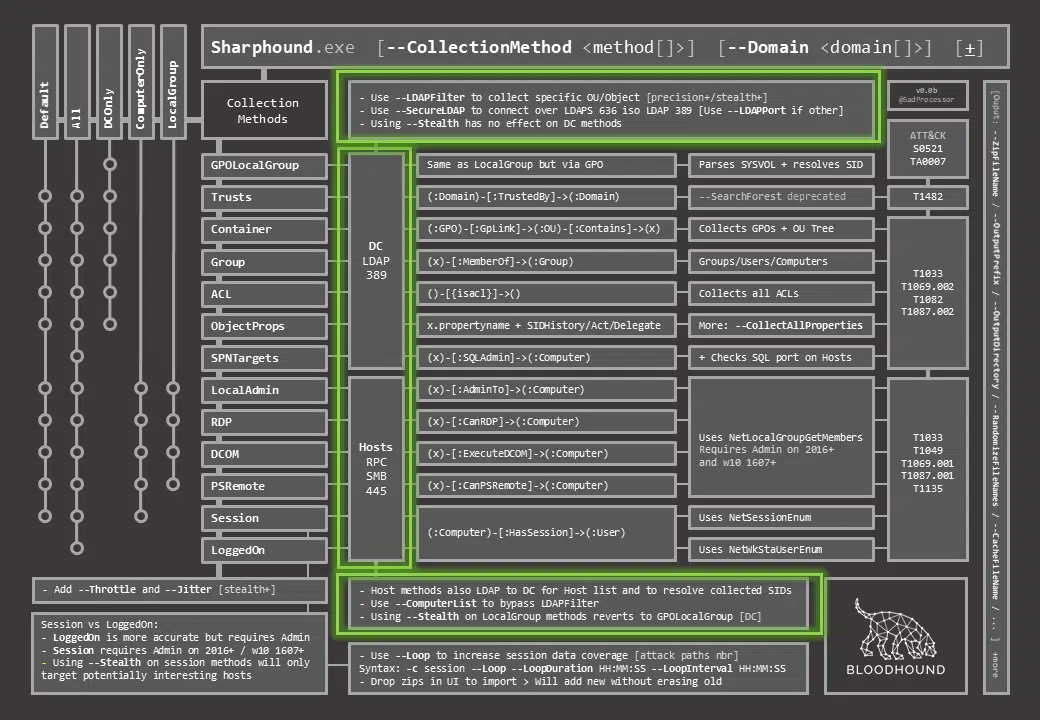 Default
All
DCOnly
ComputerOnly
LocalGroup
Sharphound.exe [--CollectionMethod <method[]>] [--Domain <domain[]>] [+]
Collection
Methods
- Use --LDAPFilter to collect specific OU/Object [precision+/stealth+]
- Use --SecureLDAP to connect over LDAPS 636 iso LDAP 389 [Use --LDAPPort if other]
- Using --Stealth has no effect on DC methods
v0.0b
@SadProcessor
ATT&CK
S0521
TA0007
GPOLocalGroup
Same as LocalGroup but via GPO
Parses SYSVOL + resolves SID
Trusts
(:Domain)-[:TrustedBy]->(:Domain)
--SearchForest deprecated
T1482
Container
(:GPO)-[:GpLink]->(:OU)-[:Contains]->(x)
Collects GPOs + OU Tree
DC
LDAP
389
Group
(x)-[:MemberOf]->(:Group)
Groups/Users/Computers
ACL
()-[{isacl}]->()
Collects all ACLs
T1033
T1069.002
T1082
T1087.002
ObjectProps
x.propertyname + SIDHistory/Act/Delegate
More: --CollectAllProperties
SPNTargets
(x)-[:SQLAdmin]->(:Computer)
+ Checks SQL port on Hosts
LocalAdmin
(x)-[:AdminTo]->(:Computer)
RDP
(x)-[:CanRDP]->(:Computer)
Uses NetLocalGroupGetMembers
Requires Admin on 2016+
and w10 1607+
Hosts
RPC
SMB
445
DCOM
(x)-[:ExecuteDCOM]->(:Computer)
T1033
T1049
T1069.001
T1087.001
T1135
PSRemote
(x)-[:CanPSRemote]->(:Computer)
Session
(:Computer)-[:HasSession]->(:User)
Uses NetSessionEnum
LoggedOn
Uses NetWkStaUserEnum
- Add --Throttle and --Jitter [stealth+]
- Host methods also LDAP to DC for Host list and to resolve collected SIDs
- Use --ComputerList to bypass LDAPFilter
- Using --Stealth on LocalGroup methods reverts to GPOLocalGroup [DC]
Session vs LoggedOn:
- LoggedOn is more accurate but requires Admin
- Session requires Admin on 2016+ / w10 1607+
- Using --Stealth on session methods will only
target potentially interesting hosts
- Use --Loop to increase session data coverage [attack paths nbr]
Syntax: -c session --Loop --LoopDuration HH:MM:SS --LoopInterval HH:MM:SS
- Drop zips in UI to import > Will add new without erasing old
BLOODHOUND
[Ouput: --ZipFileName / --OutputPrefix / --OutputDirectory / --RandomizeFileNames / --CacheFileName / ... ] +more